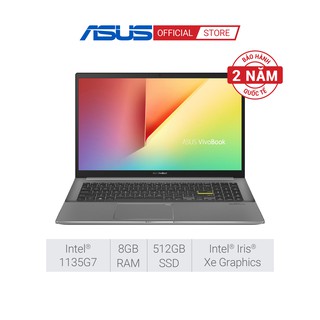 ASUS OFFICIAL STORE
BẢO HÀNH
2 NĂM
QUỐC TẾ
ASUS VivoBook
Intel® 8GB 512GB Intel® Iris®
1135G7 RAM SSD Xe Graphics